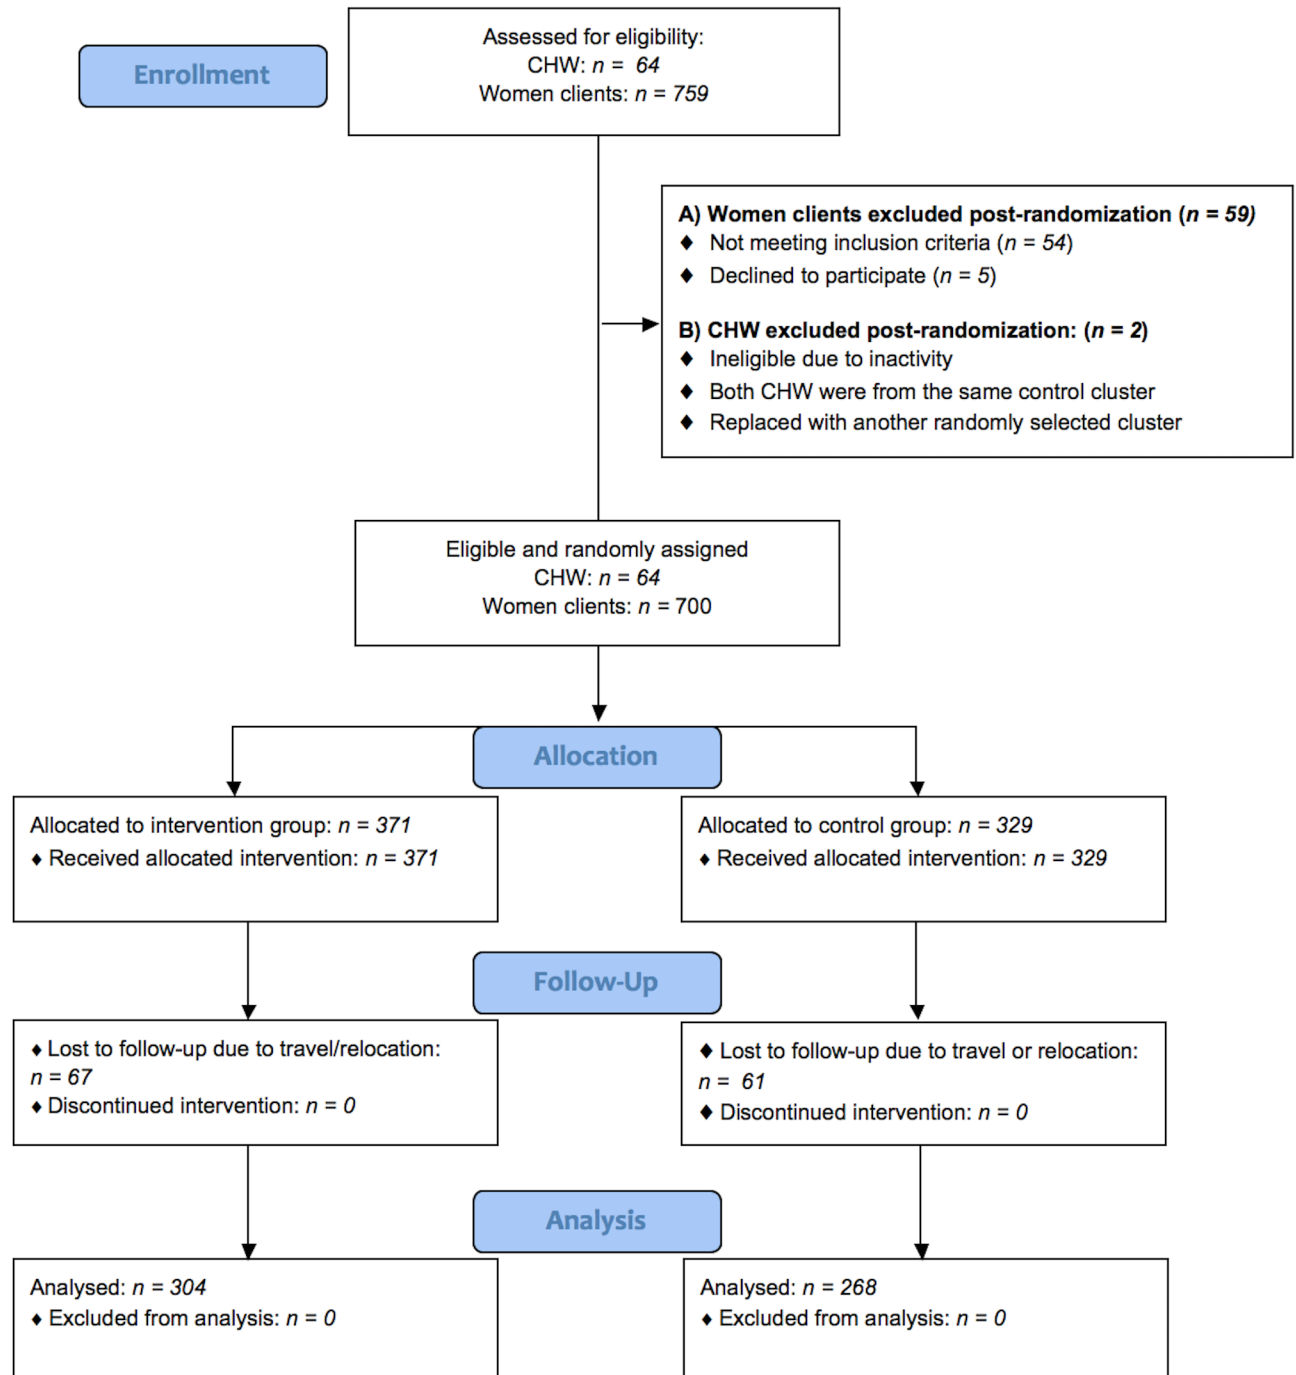 Enrollment
Assessed for eligibility:
CHW: n = 64
Women clients: n = 759
A) Women clients excluded post-randomization (n = 59)
♦ Not meeting inclusion criteria (n = 54)
♦ Declined to participate (n = 5)
B) CHW excluded post-randomization: (n = 2)
♦ Ineligible due to inactivity
♦ Both CHW were from the same control cluster
♦ Replaced with another randomly selected cluster
Eligible and randomly assigned
CHW: n = 64
Women clients: n = 700
Allocation
Allocated to intervention group: n = 371
♦ Received allocated intervention: n = 371
Allocated to control group: n = 329
♦ Received allocated intervention: n = 329
Follow-Up
♦ Lost to follow-up due to travel/relocation:
n = 67
♦ Discontinued intervention: n = 0
♦ Lost to follow-up due to travel or relocation:
n = 61
♦ Discontinued intervention: n = 0
Analysis
Analysed: n = 304
♦ Excluded from analysis: n = 0
Analysed: n = 268
♦ Excluded from analysis: n = 0